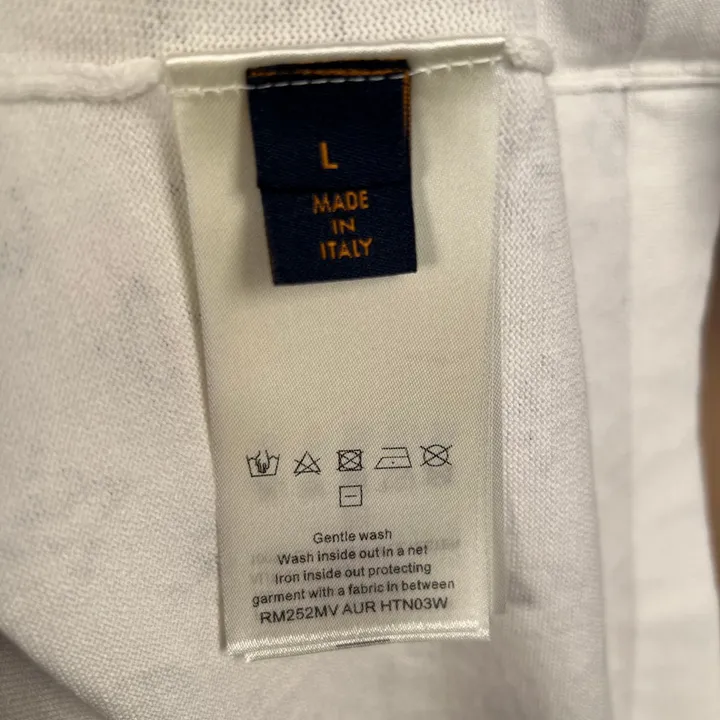 L
MADE
IN
ITALY
Gentle wash
Wash inside out in a net
Iron inside out protecting
garment with a fabric in between
RM252MV AUR HTN03W